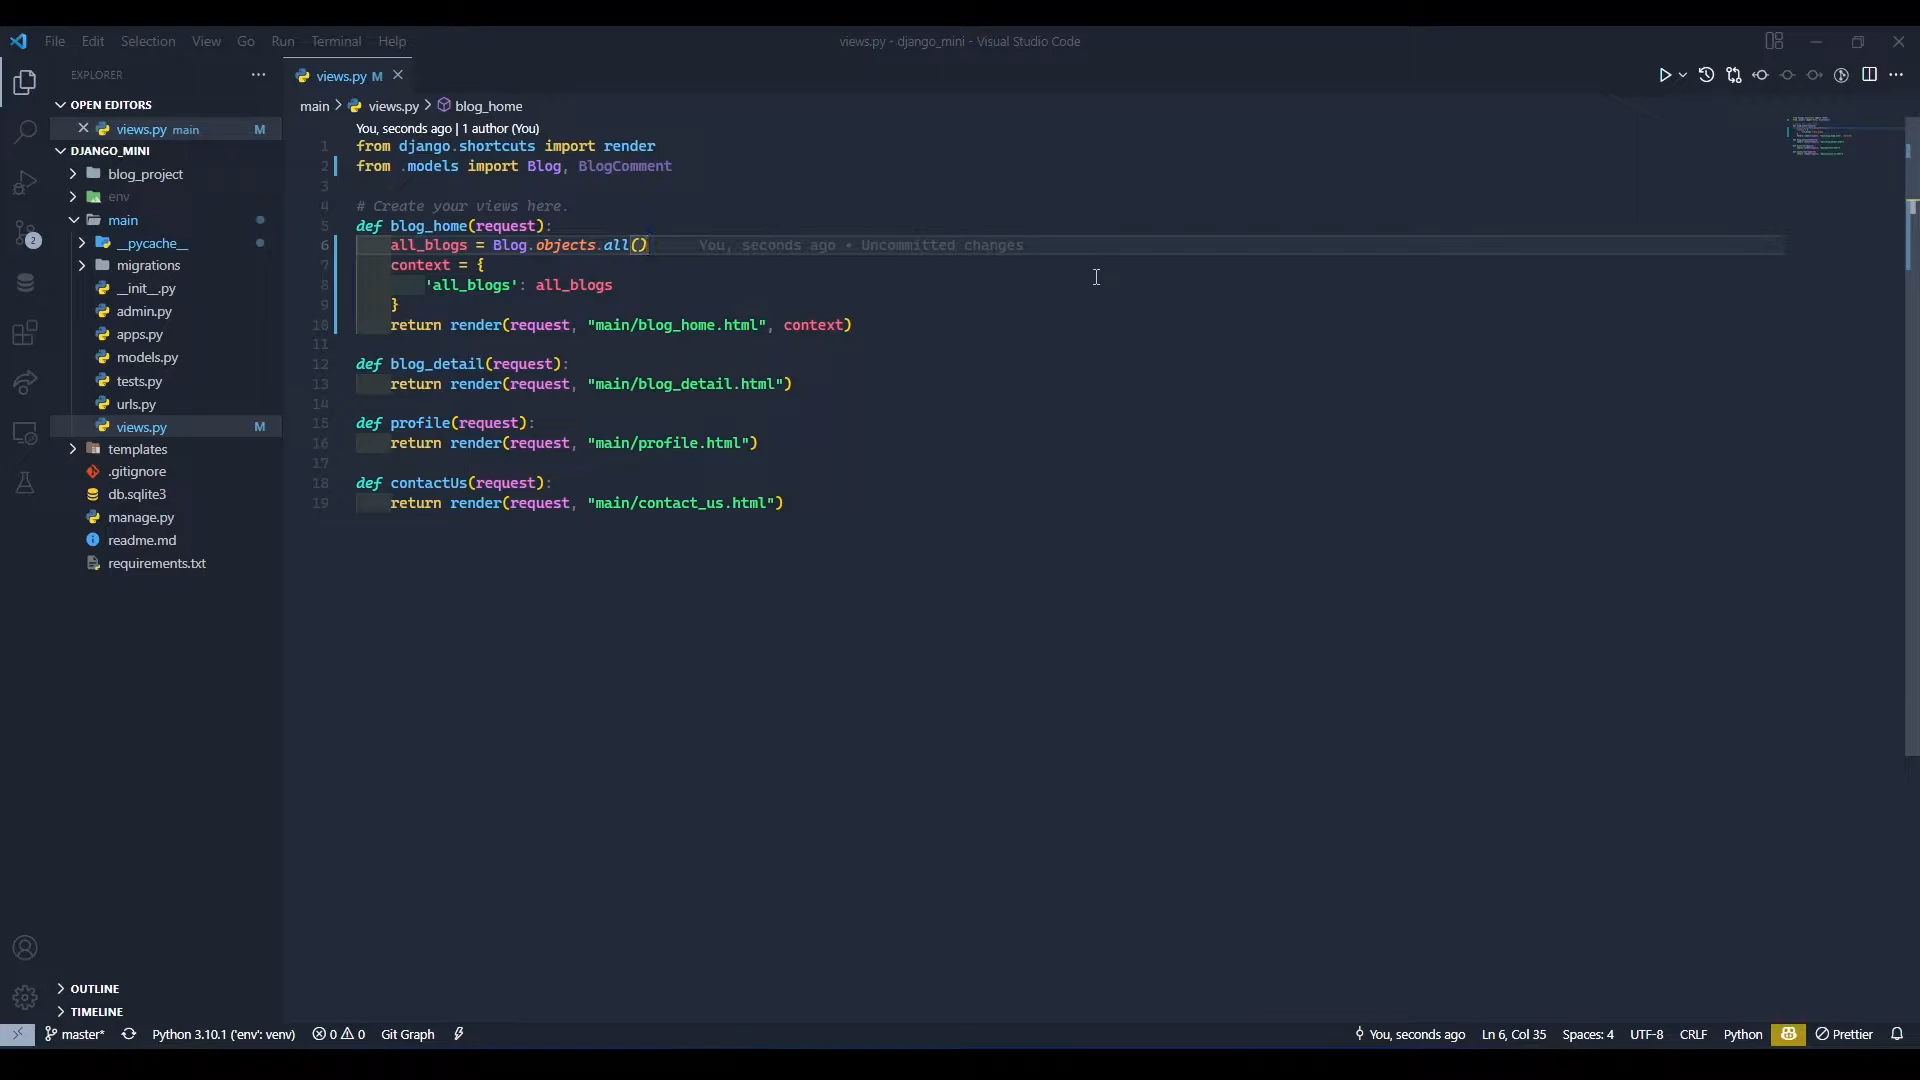 File Edit Selection View Go Run Terminal Help
views.py - django_mini - Visual Studio Code
EXPLORER
OPEN EDITORS
views.py main M
DJANGO_MINI
blog_project
env
main
__pycache__
migrations
__init__.py
admin.py
apps.py
models.py
tests.py
urls.py
views.py M
templates
.gitignore
db.sqlite3
manage.py
readme.md
requirements.txt
OUTLINE
TIMELINE
2
views.py M
main > views.py > blog_home
You, seconds ago | 1 author (You)
1 from django.shortcuts import render
2 from .models import Blog, BlogComment
3
4 # Create your views here.
5 def blog_home(request):
6 all_blogs = Blog.objects.all() You, seconds ago • Uncommitted changes
7 context = {
8 'all_blogs': all_blogs
9 }
10 return render(request, "main/blog_home.html", context)
11
12 def blog_detail(request):
13 return render(request, "main/blog_detail.html")
14
15 def profile(request):
16 return render(request, "main/profile.html")
17
18 def contactUs(request):
19 return render(request, "main/contact_us.html")
master* Python 3.10.1 ('env': venv) 0 0 Git Graph You, seconds ago Ln 6, Col 35 Spaces: 4 UTF-8 CRLF Python Prettier